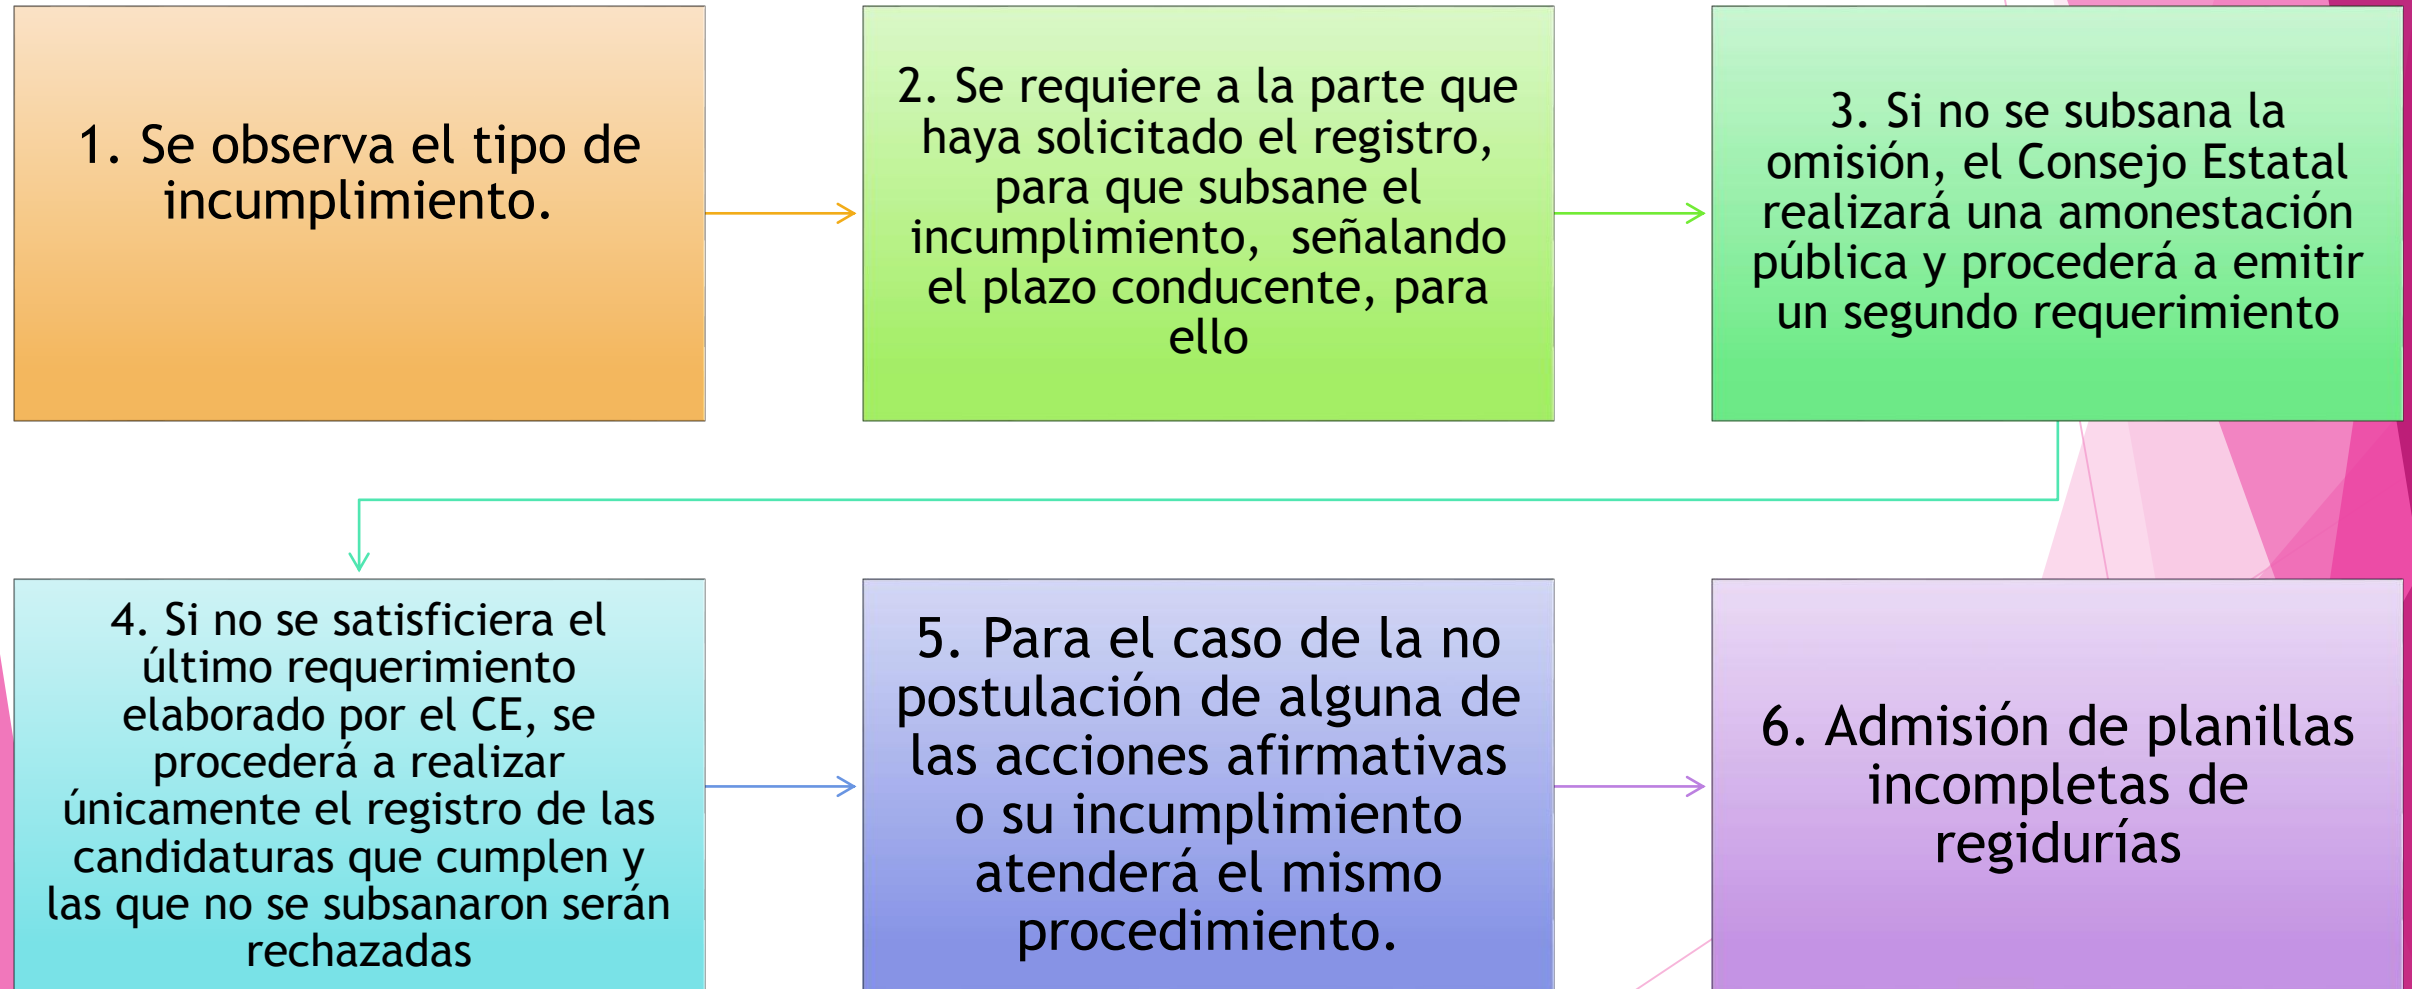 1. Se observa el tipo de
incumplimiento.
2. Se requiere a la parte que
haya solicitado el registro,
para que subsane el
incumplimiento,  señalando
el plazo conducente, para
ello
3. Si no se subsana la
omisión, el Consejo Estatal
realizará una amonestación
pública y procederá a emitir
un segundo requerimiento
4. Si no se satisficiera el
último requerimiento
elaborado por el CE, se
procederá a realizar
únicamente el registro de las
candidaturas que cumplen y
las que no se subsanaron serán
rechazadas
5. Para el caso de la no
postulación de alguna de
las acciones afirmativas
o su incumplimiento
atenderá el mismo
procedimiento.
6. Admisión de planillas
incompletas de
regidurías